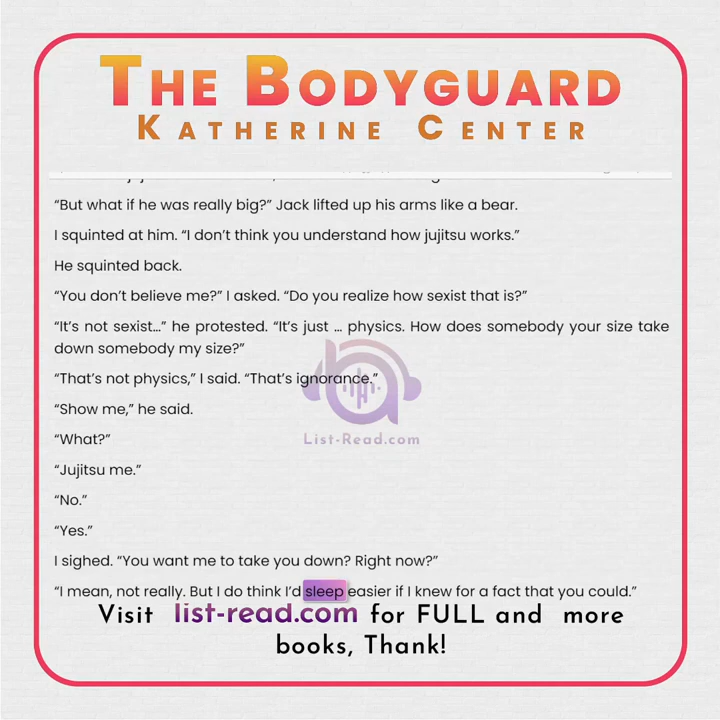 THE BODYGUARD
KATHERINE CENTER
“But what if he was really big?” Jack lifted up his arms like a bear.
I squinted at him. “I don’t think you understand how jujitsu works.”
He squinted back.
“You don’t believe me?” I asked. “Do you realize how sexist that is?”
“It’s not sexist…” he protested. “It’s just … physics. How does somebody your size take
down somebody my size?”
“That’s not physics,” I said. “That’s ignorance.”
“Show me,” he said.
List-Read.com
“What?”
“Jujitsu me.”
“No.”
“Yes.”
I sighed. “You want me to take you down? Right now?”
“I mean, not really. But I do think I’d sleep easier if I knew for a fact that you could.”
Visit list-read.com for FULL and more
books, Thank!